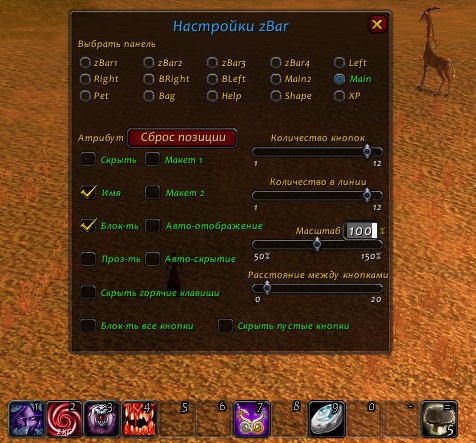 Настройки zBar
Выбрать панель
zBar1 zBar2 zBar3 zBar4 Left
Right BRight BLeft Main2 Main
Pet Bag Help Shape XP
Атрибут Сброс позиции
Количество кнопок
1 12
Скрыть Макет 1
Количество в линии
Имя Макет 2
1 12
Блок-ть Авто-отображение
Масштаб 100 %
50% 150%
Проз-ть Авто-скрытие
Расстояние между кнопками
0 20
Скрыть горячие клавиши
Блок-ть все кнопки Скрыть пустые кнопки
1 2 3 4 5 6 7 8 9 0 - =
5